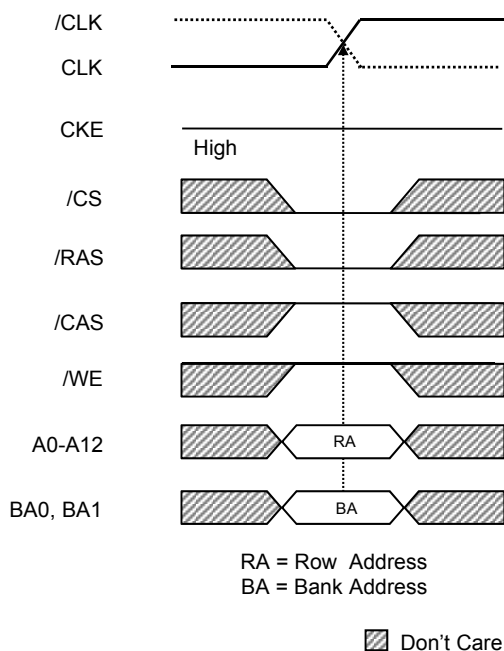 /CLK
CLK
CKE
High
/CS
/RAS
/CAS
/WE
A0-A12
RA
BA0, BA1
BA
RA = Row Address
BA = Bank Address
Don't Care